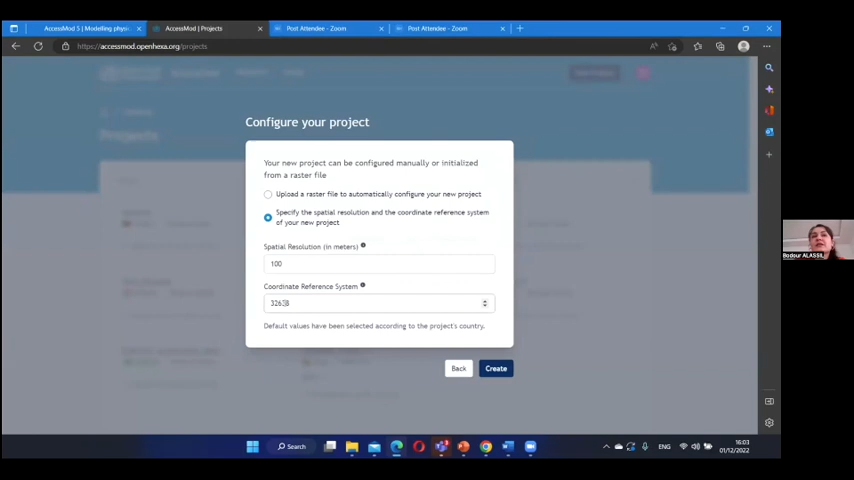 AccessMod 5 | Modelling physi
AccessMod | Projects
Post Attendee - Zoom
Post Attendee - Zoom
https://accessmod.openhexa.org/projects
Projects
Configure your project
Your new project can be configured manually or initialized
from a raster file
Upload a raster file to automatically configure your new project
Specify the spatial resolution and the coordinate reference system
of your new project
Spatial Resolution (in meters)
100
Coordinate Reference System
32638
Default values have been selected according to the project's country.
Back
Create
Bodour ALASSIL
Search
ENG
16:03
01/12/2022